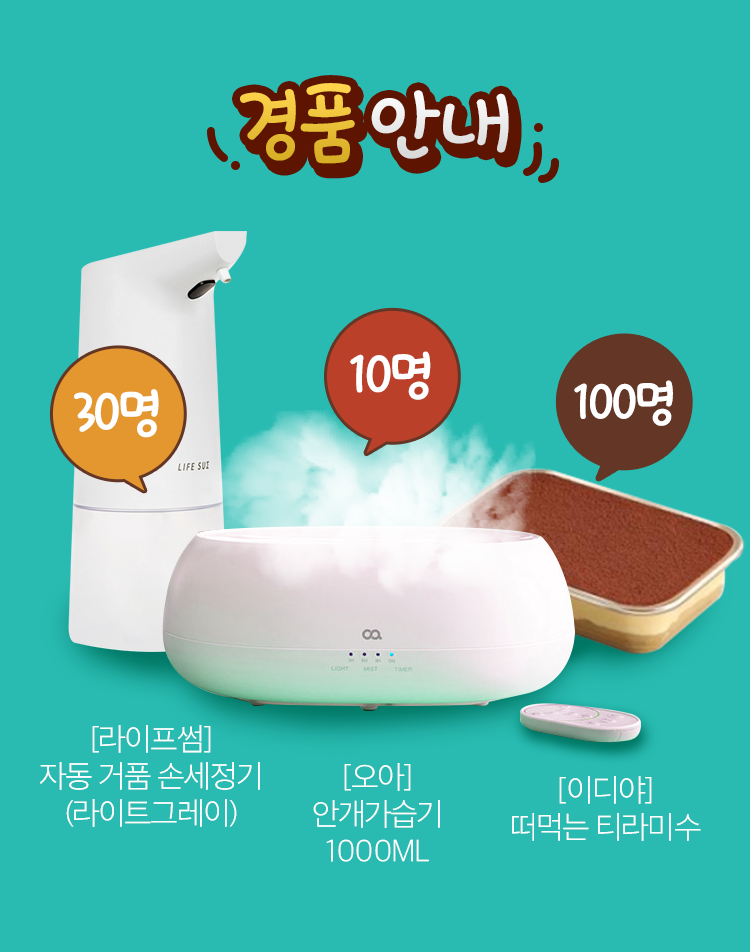 경품 안내
30명
10명
100명
LIFE SUM
oa
LIGHT MIST TIMER
[라이프썸]
자동 거품 손세정기
(라이트그레이)
[오아]
안개가습기
1000ML
[이디야]
떠먹는 티라미수